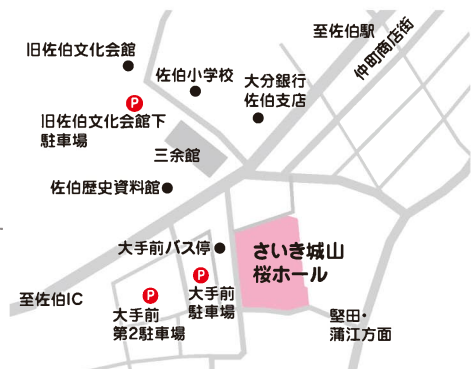 至佐伯駅
仲町商店街
旧佐伯文化会館
佐伯小学校
大分銀行
佐伯支店
P
旧佐伯文化会館下
駐車場
三余館
佐伯歴史資料館
大手前バス停
さいき城山
桜ホール
P
大手前
駐車場
至佐伯IC
P
大手前
第2駐車場
堅田・
蒲江方面